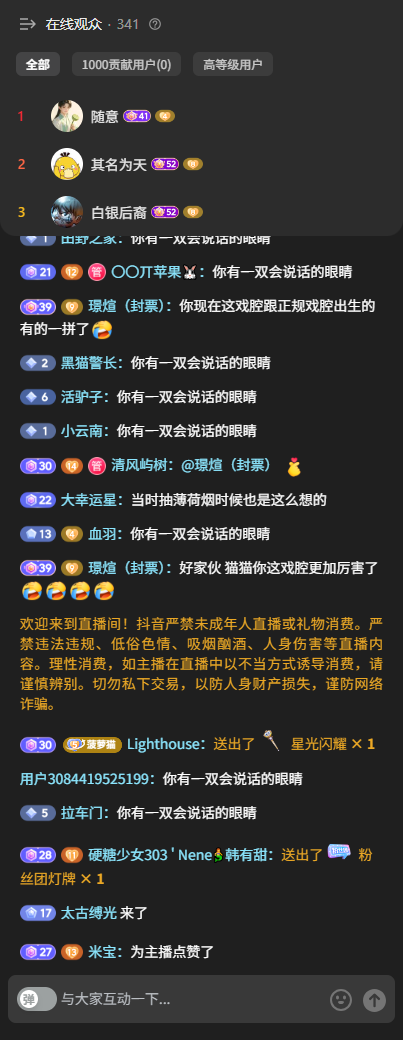 在线观众 · 341
全部 1000贡献用户(0) 高等级用户
1 随意 41
2 其名为天 52
3 白银后裔 52
1 田野之家：你有一双会说话的眼睛
21 12 管 〇〇丌苹果：你有一双会说话的眼睛
39 璟煊（封票）：你现在这戏腔跟正规戏腔出生的
有的一拼了
2 黑猫警长：你有一双会说话的眼睛
6 活驴子：你有一双会说话的眼睛
1 小云南：你有一双会说话的眼睛
30 14 管 清风屿树：@璟煊（封票）
22 大幸运星：当时抽薄荷烟时候也是这么想的
13 血羽：你有一双会说话的眼睛
39 璟煊（封票）：好家伙 猫猫你这戏腔更加厉害了
欢迎来到直播间！抖音严禁未成年人直播或礼物消费。严
禁违法违规、低俗色情、吸烟酗酒、人身伤害等直播内
容。理性消费，如主播在直播中以不当方式诱导消费，请
谨慎辨别。切勿私下交易，以防人身财产损失，谨防网络
诈骗。
30 菠萝猫 Lighthouse：送出了 星光闪耀 × 1
用户3084419525199：你有一双会说话的眼睛
5 拉车门：你有一双会说话的眼睛
28 11 硬糖少女303 ' Nene韩有甜：送出了 粉
丝团灯牌 × 1
17 太古缚光 来了
27 13 米宝：为主播点赞了
弹 与大家互动一下...